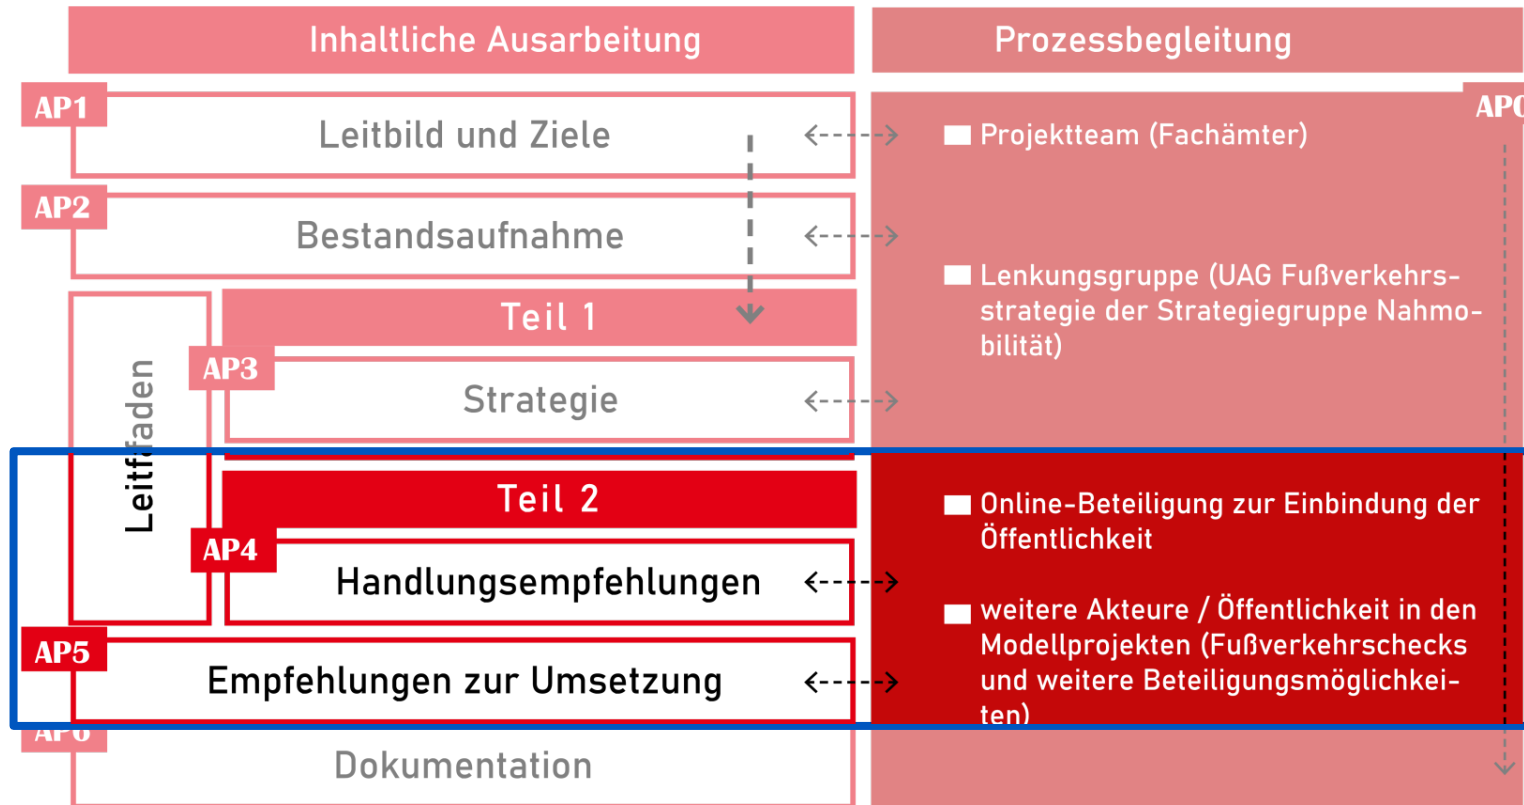 Inhaltliche Ausarbeitung
Prozessbegleitung
AP1
Leitbild und Ziele
AP0
Projektteam (Fachämter)
AP2
Bestandsaufnahme
Lenkungsgruppe (UAG Fußverkehrs-
strategie der Strategiegruppe Nahmo-
bilität)
Leitfaden
Teil 1
AP3
Strategie
Teil 2
AP4
Handlungsempfehlungen
Online-Beteiligung zur Einbindung der
Öffentlichkeit
AP5
Empfehlungen zur Umsetzung
weitere Akteure / Öffentlichkeit in den
Modellprojekten (Fußverkehrschecks
und weitere Beteiligungsmöglichkei-
ten)
AP6
Dokumentation